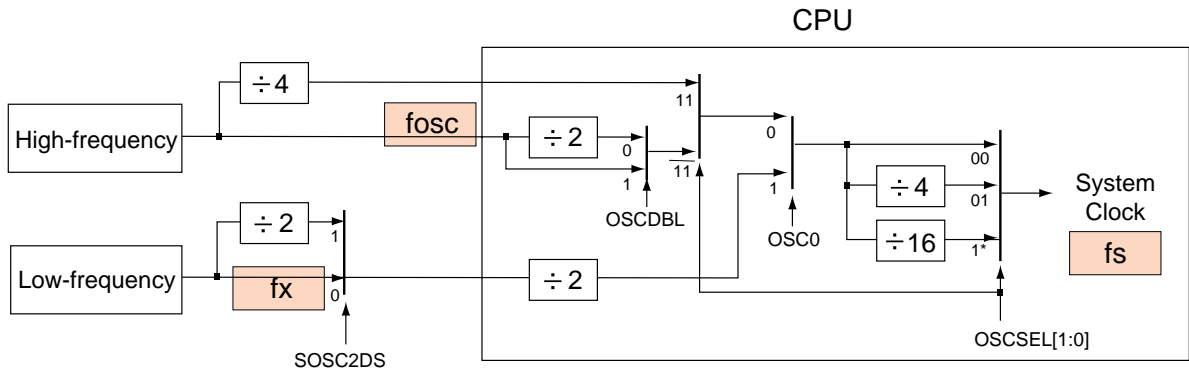 CPU
÷4
11
High-frequency
fosc
÷2
0
1
11
OSCDBL
0
1
OSC0
00
÷4
01
÷16
1*
System
Clock
fs
OSCSEL[1:0]
÷2
1
Low-frequency
fx
0
SOSC2DS
÷2